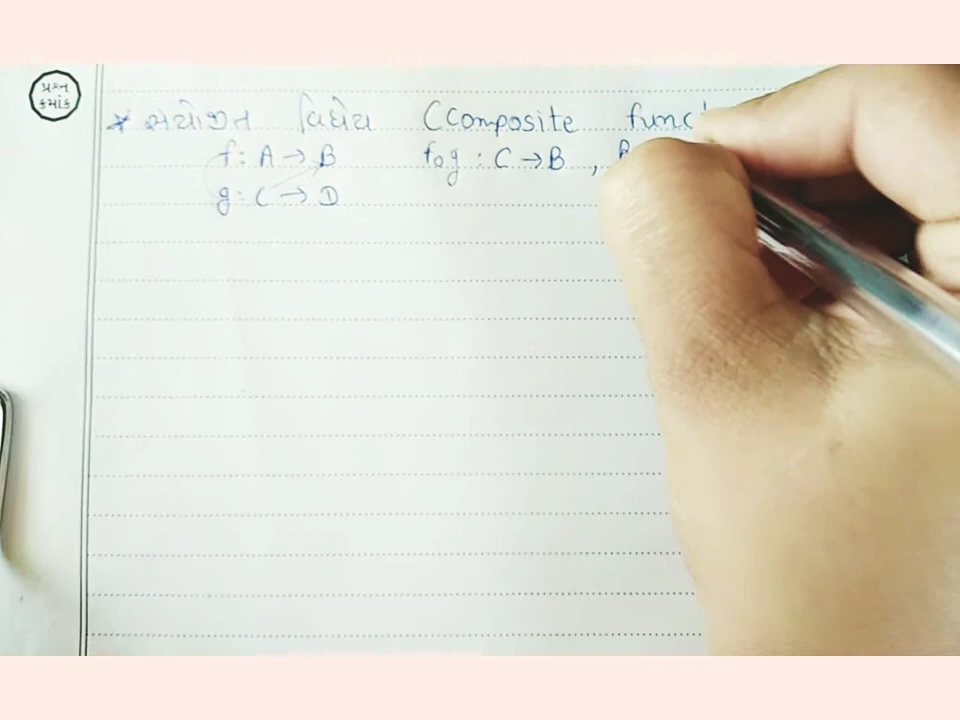 પ્રશ્ન
ક્રમાંક
* સંયોજીત વિધેય (Composite func
f: A → B fog : C → B ,
g: C → D